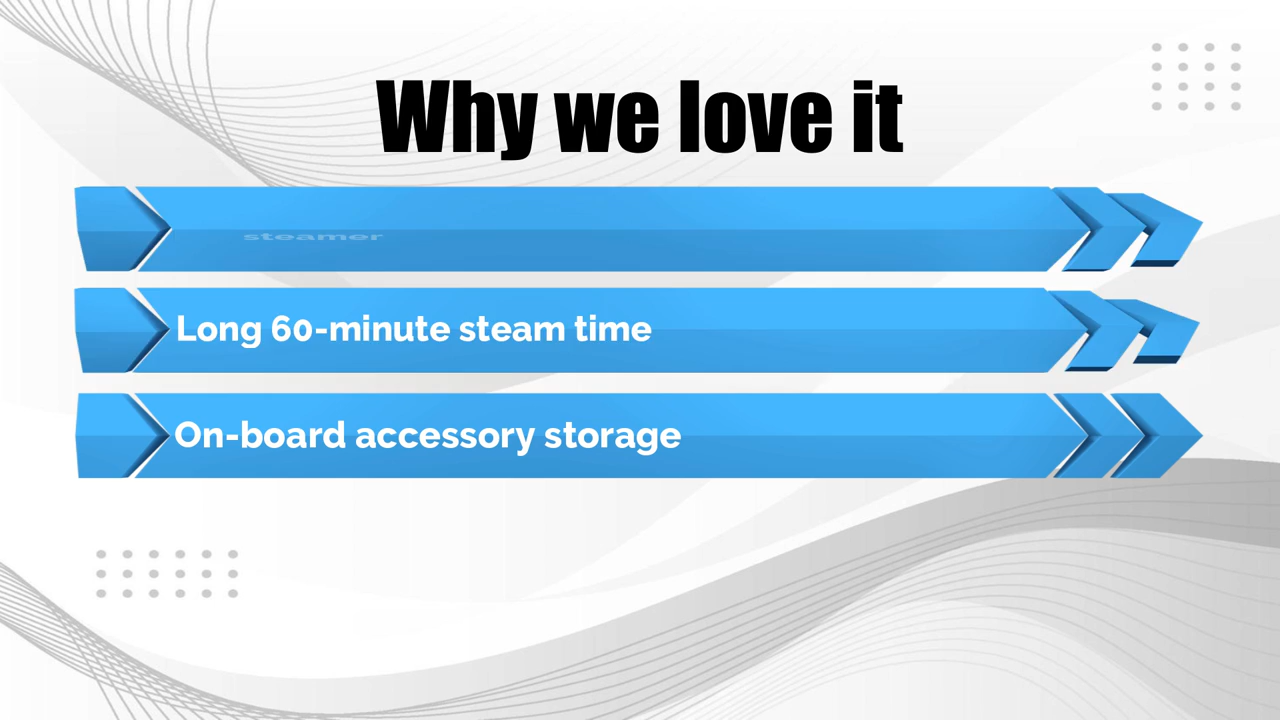 Why we love it
steamer
Long 60-minute steam time
On-board accessory storage